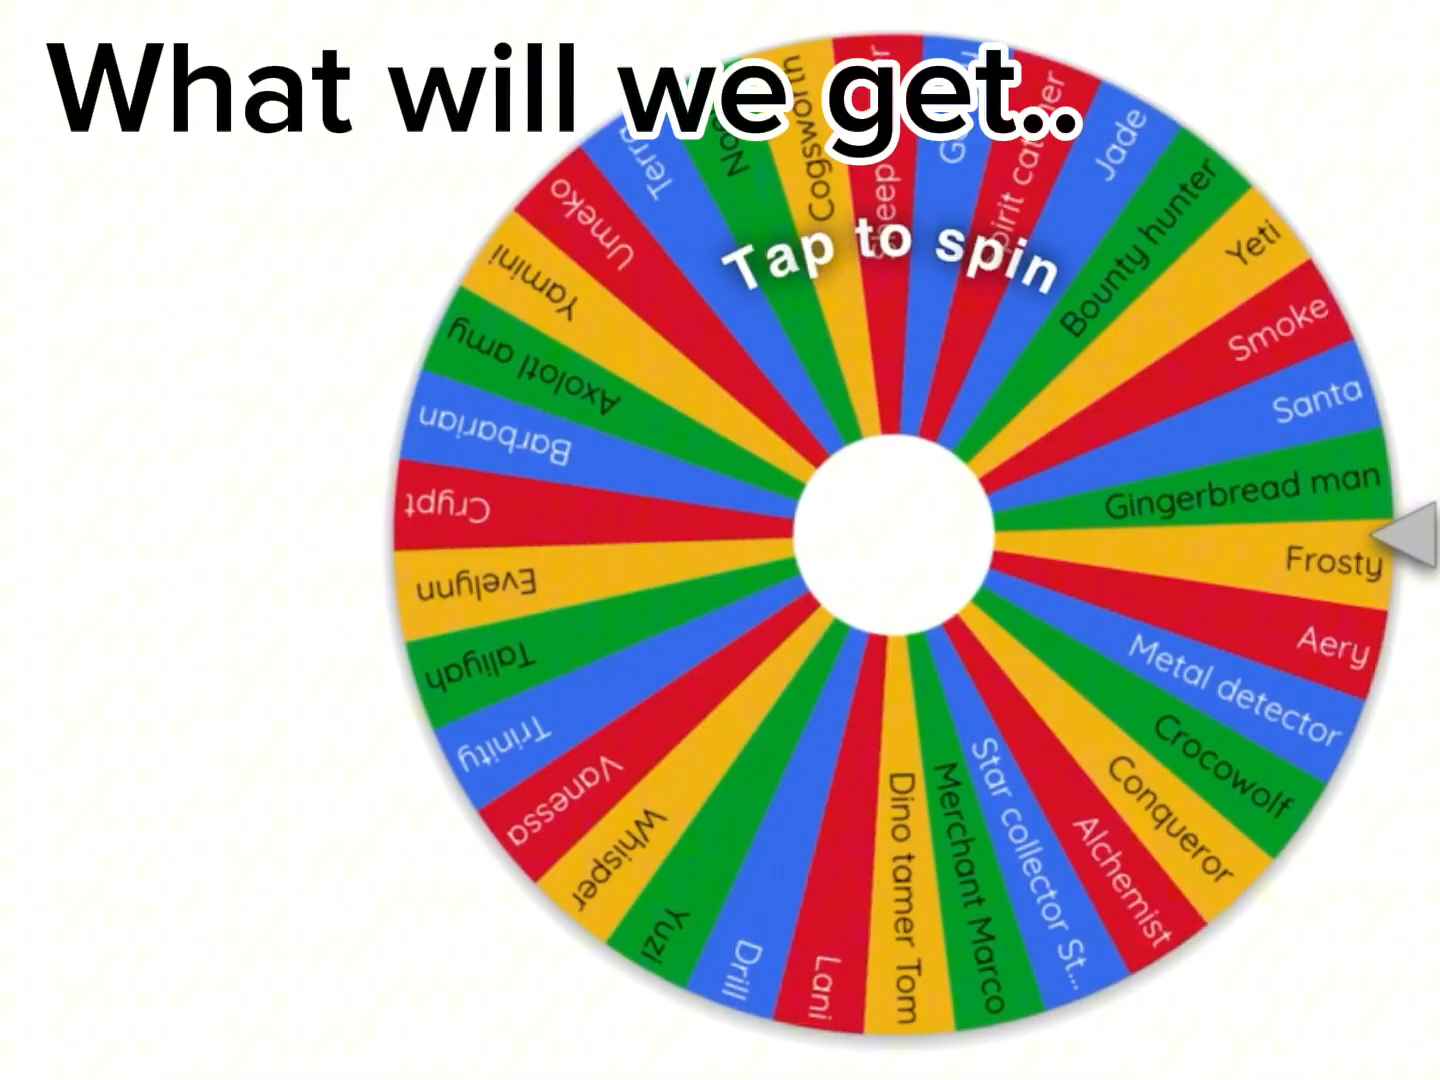 What will we get..
Tap to spin
Cogsworth
Jade
Bounty hunter
Yeti
Smoke
Santa
Gingerbread man
Frosty
Aery
Metal detector
Crocowolf
Conqueror
Alchemist
Star collector St...
Merchant Marco
Dino tamer Tom
Lani
Drill
Yuzi
Whisper
Vanessa
Trinity
Taliyah
Evelynn
Crypt
Barbarian
Axolotl amy
Yamini
Umeko
Terra